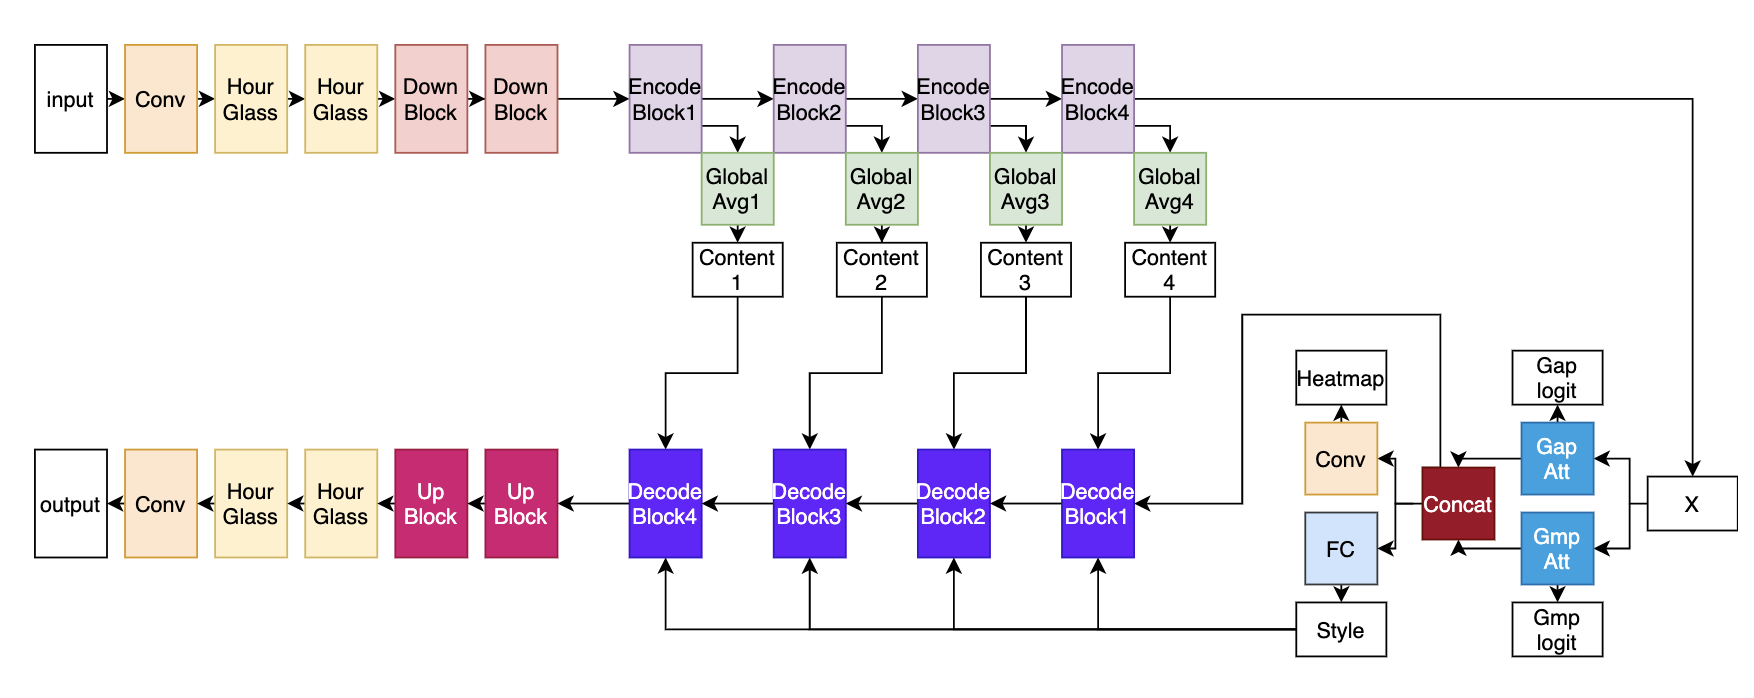 input
Conv
Hour
Glass
Hour
Glass
Down
Block
Down
Block
Encode
Block1
Encode
Block2
Encode
Block3
Encode
Block4
Global
Avg1
Global
Avg2
Global
Avg3
Global
Avg4
Content
1
Content
2
Content
3
Content
4
Heatmap
Gap
logit
Conv
Gap
Att
output
Conv
Hour
Glass
Hour
Glass
Up
Block
Up
Block
Decode
Block4
Decode
Block3
Decode
Block2
Decode
Block1
Concat
X
FC
Gmp
Att
Style
Gmp
logit